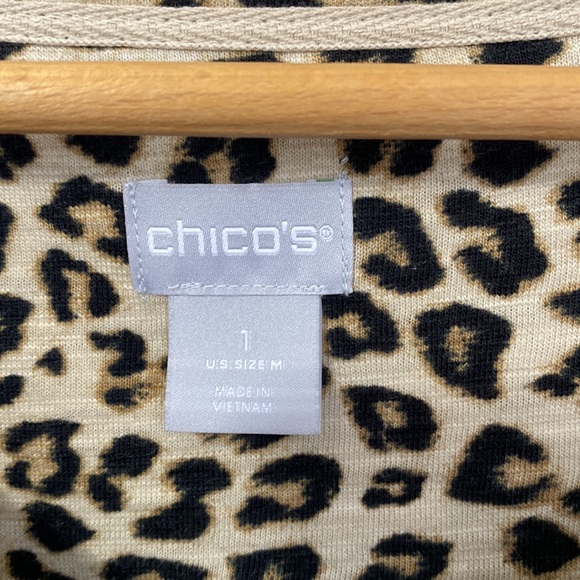 chico's®
1
U.S. SIZE M
MADE IN
VIETNAM